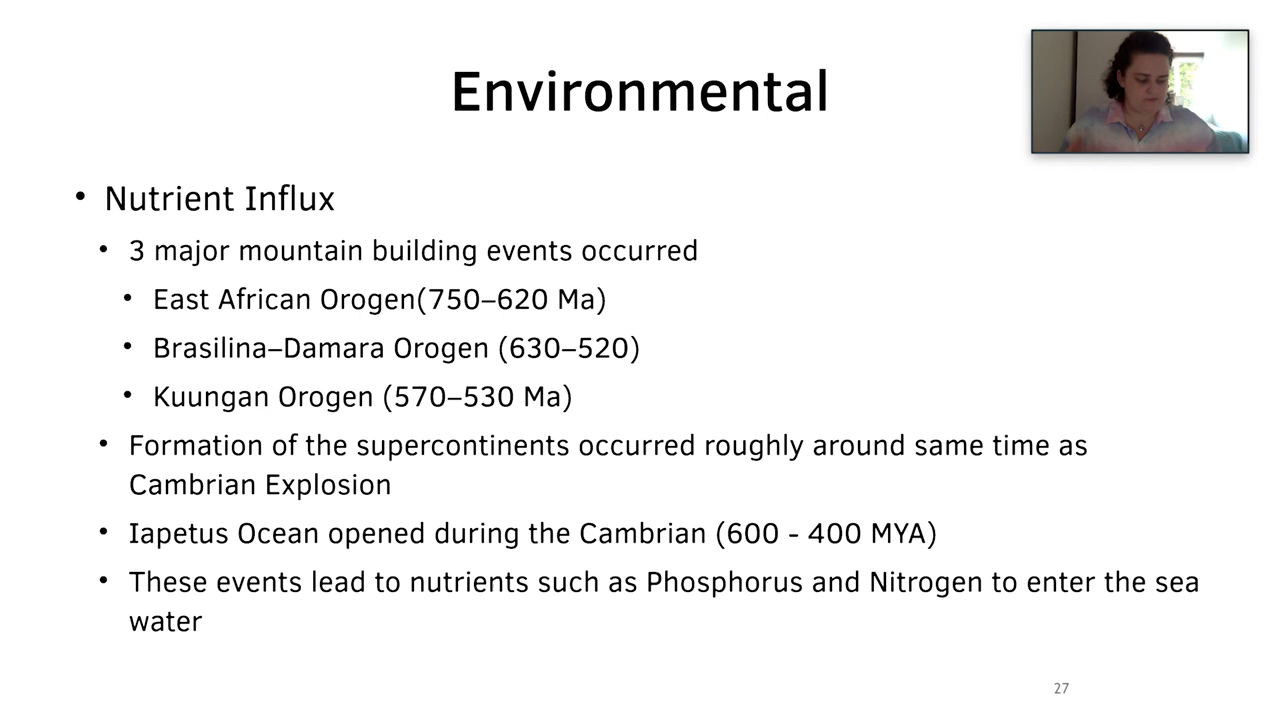 Environmental
• Nutrient Influx
• 3 major mountain building events occurred
• East African Orogen(750–620 Ma)
• Brasilina–Damara Orogen (630–520)
• Kuungan Orogen (570–530 Ma)
• Formation of the supercontinents occurred roughly around same time as
Cambrian Explosion
• Iapetus Ocean opened during the Cambrian (600 - 400 MYA)
• These events lead to nutrients such as Phosphorus and Nitrogen to enter the sea
water
27